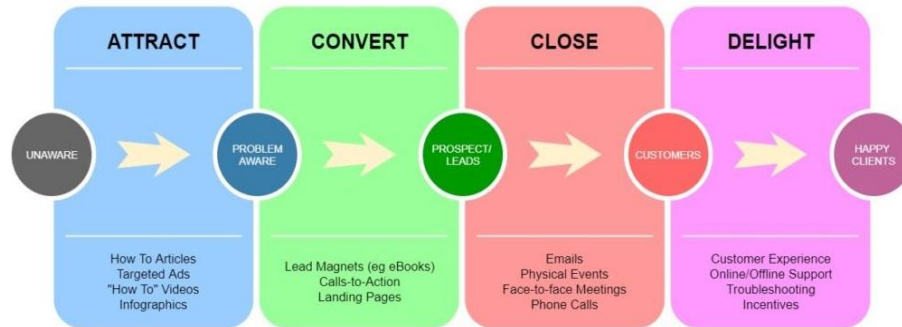 ATTRACT
CONVERT
CLOSE
DELIGHT
UNAWARE
PROBLEM
AWARE
PROSPECT/
LEADS
CUSTOMERS
HAPPY
CLIENTS
How To Articles
Targeted Ads
"How To" Videos
Infographics
Lead Magnets (eg eBooks)
Calls-to-Action
Landing Pages
Emails
Physical Events
Face-to-face Meetings
Phone Calls
Customer Experience
Online/Offline Support
Troubleshooting
Incentives